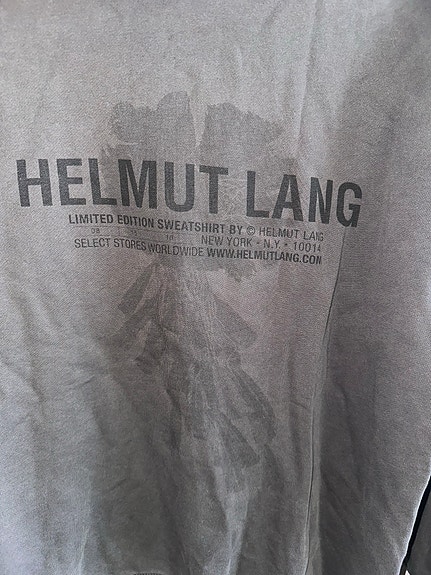 HELMUT LANG
LIMITED EDITION SWEATSHIRT BY © HELMUT LANG
NEW YORK • N.Y. • 10014
SELECT STORES WORLDWIDE WWW.HELMUTLANG.COM